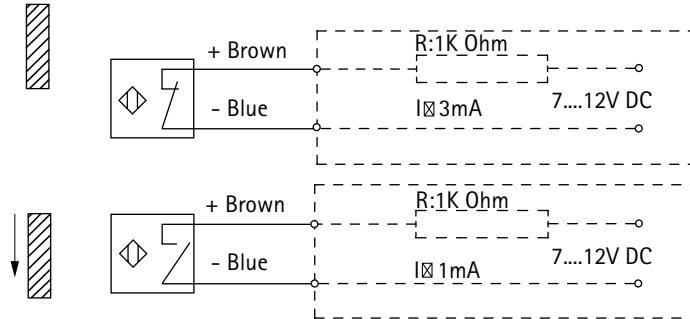 + Brown
R:1K Ohm
- Blue
I 3mA
7....12V DC
+ Brown
R:1K Ohm
- Blue
I 1mA
7....12V DC